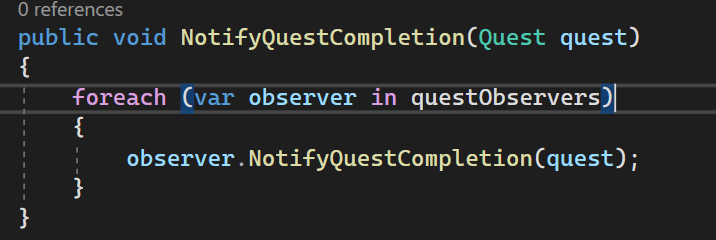 0 references
public void NotifyQuestCompletion(Quest quest)
{
foreach (var observer in questObservers)
{
observer.NotifyQuestCompletion(quest);
}
}